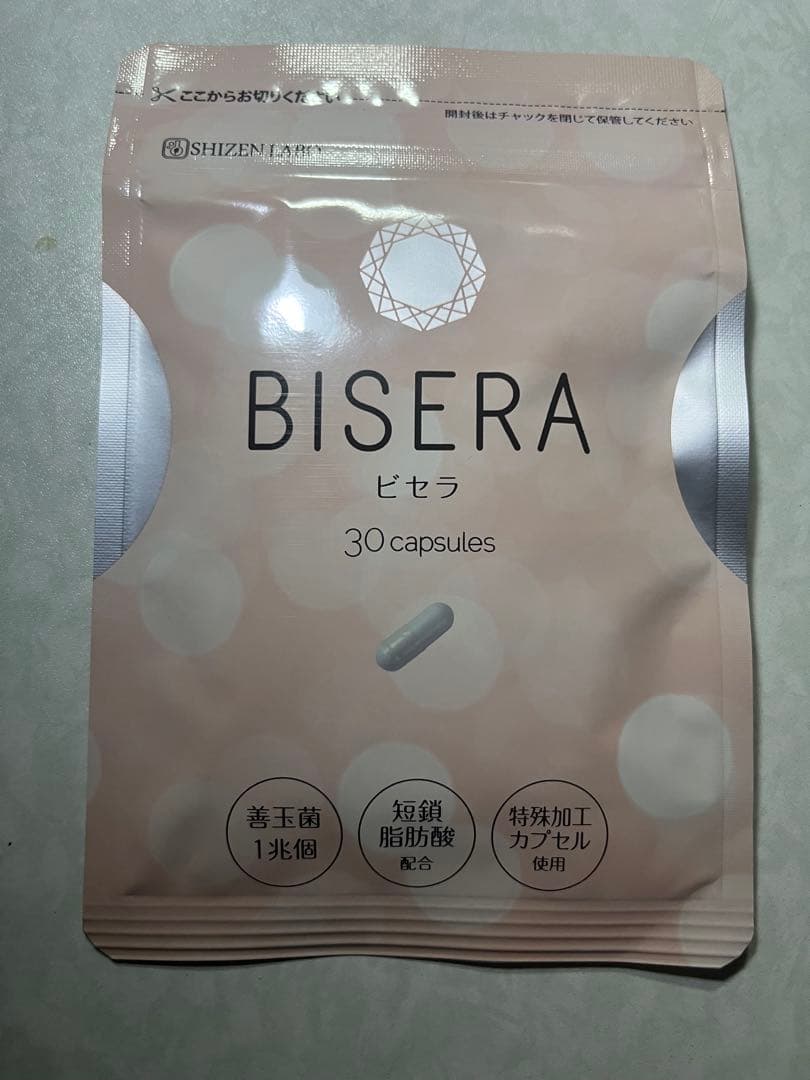 ここからお切りください
開封後はチャックを閉じて保管してください
SHIZEN LABO
BISERA
ビセラ
30 capsules
善玉菌
1兆個
短鎖
脂肪酸
配合
特殊加工
カプセル
使用